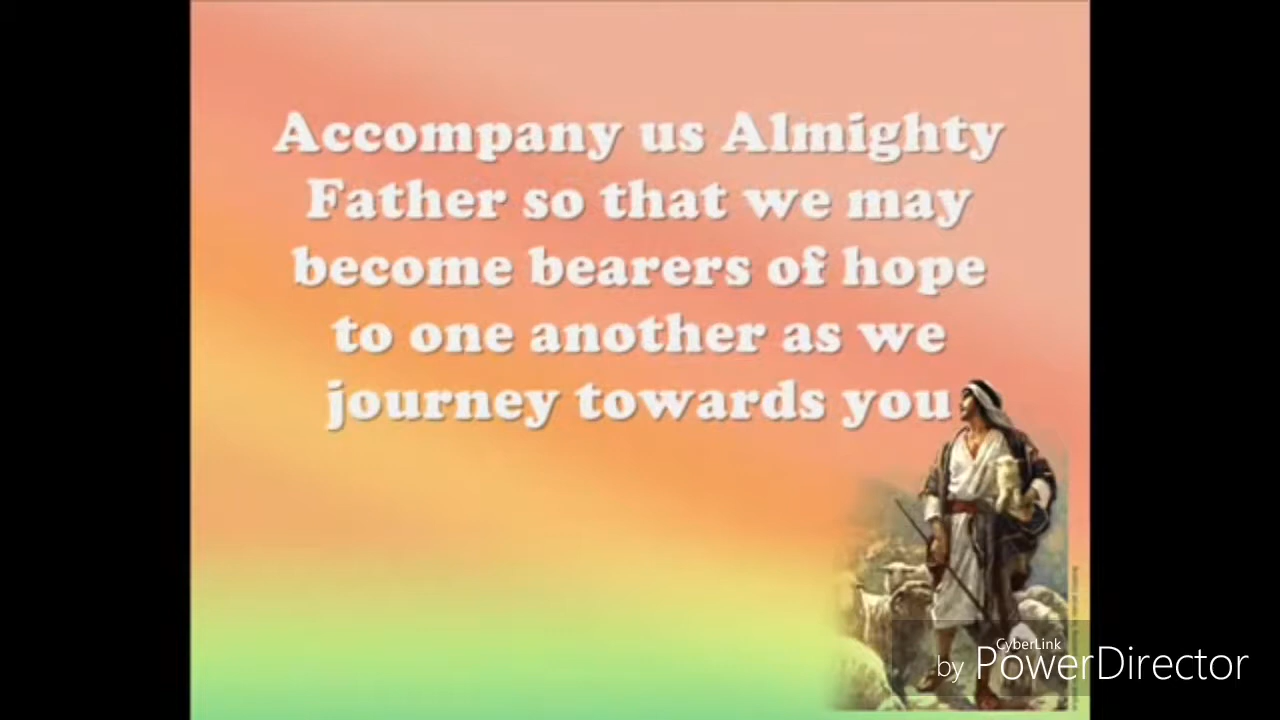 Accompany us Almighty
Father so that we may
become bearers of hope
to one another as we
journey towards you
CyberLink
by PowerDirector